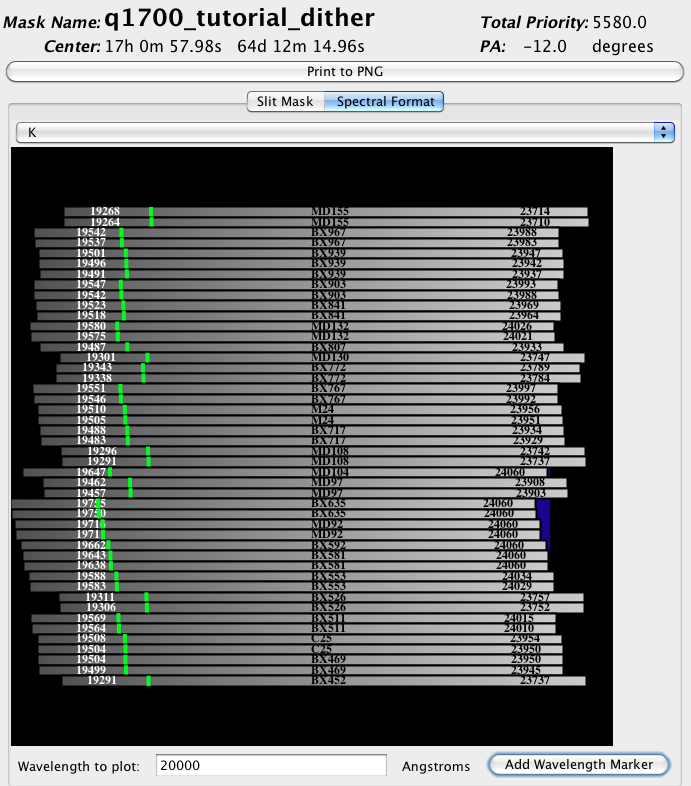 Mask Name: q1700_tutorial_dither Total Priority: 5580.0
Center: 17h 0m 57.98s 64d 12m 14.96s PA: -12.0 degrees
Print to PNG
Slit Mask Spectral Format
K
19268 MD155 23714
19264 MD155 23710
19542 BX967 23988
19537 BX967 23983
19501 BX939 23947
19496 BX939 23942
19491 BX939 23937
19547 BX903 23993
19542 BX903 23988
19523 BX841 23969
19518 BX841 23964
19580 MD132 24026
19575 MD132 24021
19487 BX807 23933
19301 MD130 23747
19343 BX772 23789
19338 BX772 23784
19551 BX767 23997
19546 BX767 23992
19510 M24 23956
19505 M24 23951
19488 BX717 23934
19483 BX717 23929
19296 MD108 23742
19291 MD108 23737
19647 MD104 24060
19462 MD97 23908
19457 MD97 23903
BX635 24060
BX635 24060
MD92 24060
MD92 24060
19662 BX592 24060
19643 BX581 24060
19638 BX581 24060
19588 BX553 24034
19583 BX553 24029
19311 BX526 23757
19306 BX526 23752
19569 BX511 24015
19564 BX511 24010
19508 C25 23954
19504 C25 23950
19504 BX469 23950
19499 BX469 23945
19291 BX452 23737
Wavelength to plot: 20000 Angstroms Add Wavelength Marker